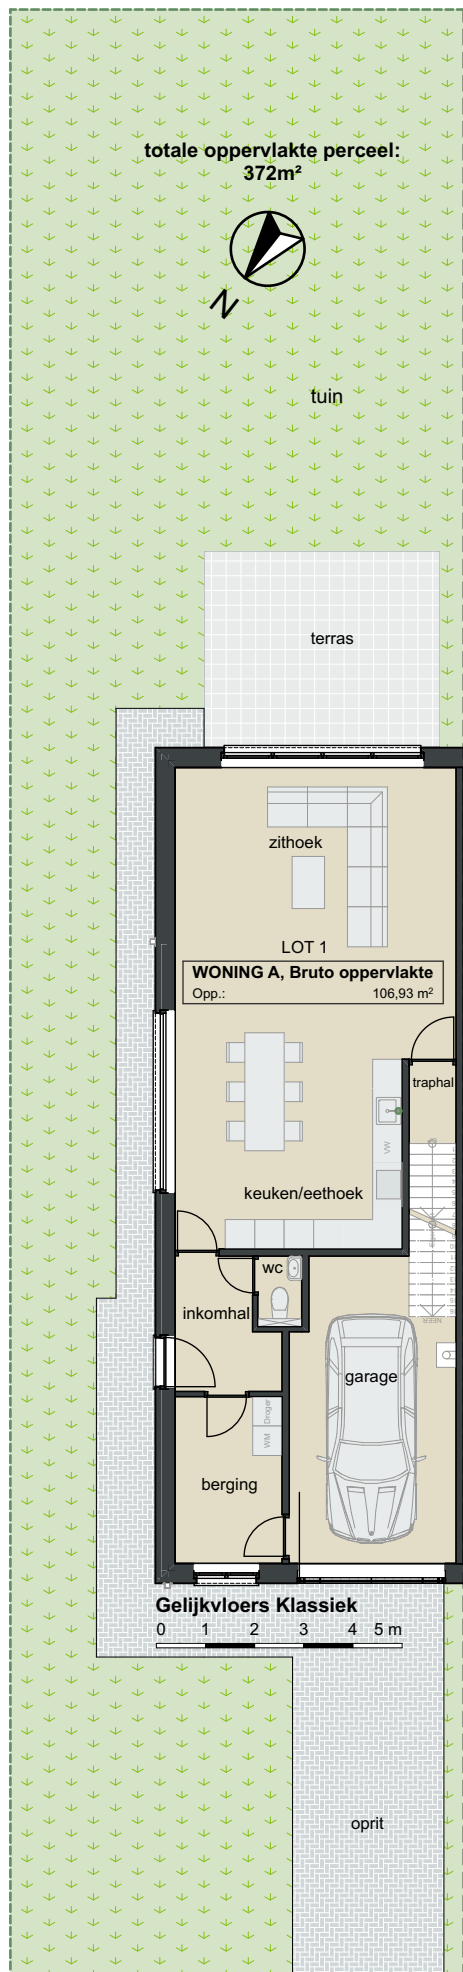 totale oppervlakte perceel:
372m²
N
tuin
terras
zithoek
LOT 1
WONING A, Bruto oppervlakte
Opp.: 106,93 m²
traphal
VW
keuken/eethoek
wc
inkomhal
NEER
garage
Droger
WM
berging
Gelijkvloers Klassiek
0 1 2 3 4 5 m
oprit